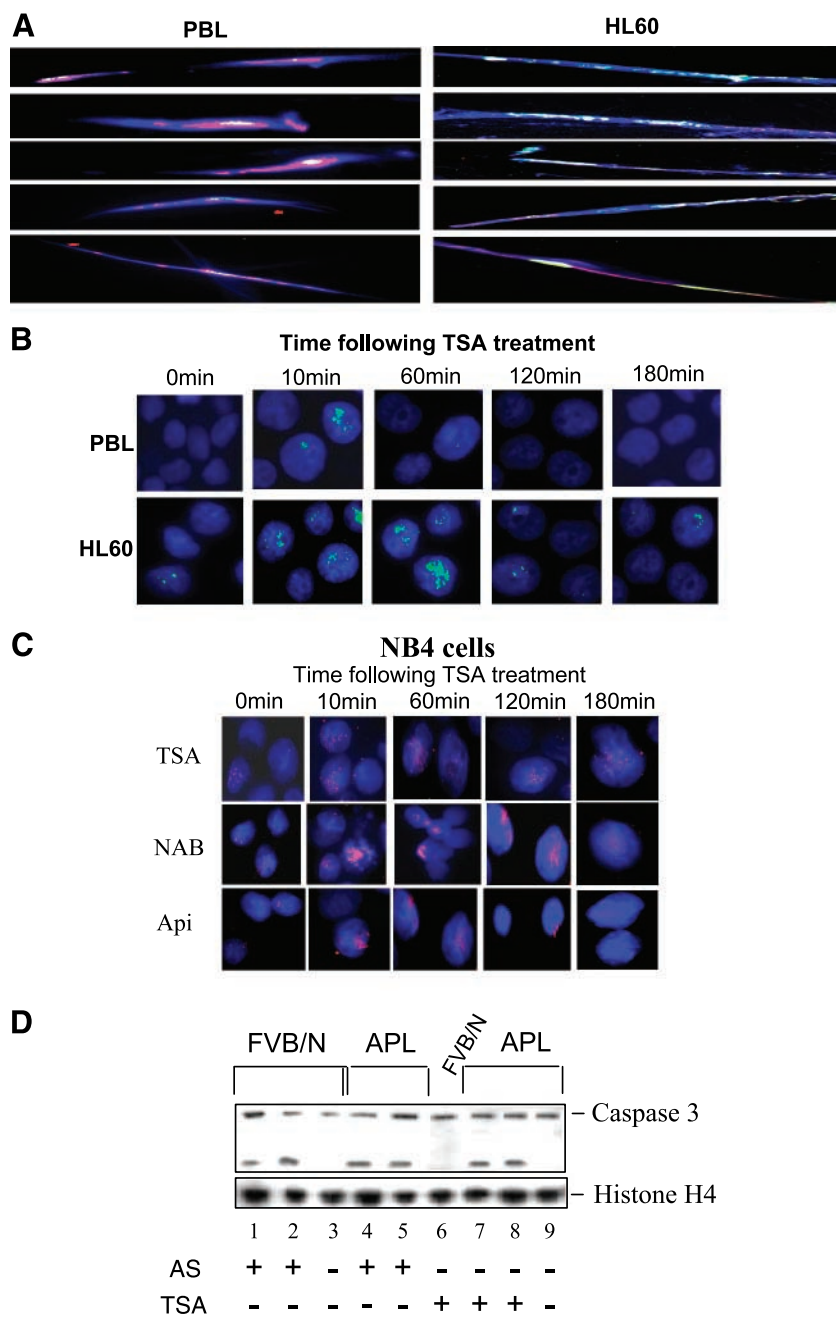 A
PBL HL60
B
Time following TSA treatment
0min 10min 60min 120min 180min
PBL
HL60
C
NB4 cells
Time following TSA treatment
0min 10min 60min 120min 180min
TSA
NAB
Api
D
FVB/N APL FVB/N APL
– Caspase 3
– Histone H4
1 2 3 4 5 6 7 8 9
AS + + - + + - - - -
TSA - - - - - + + + -